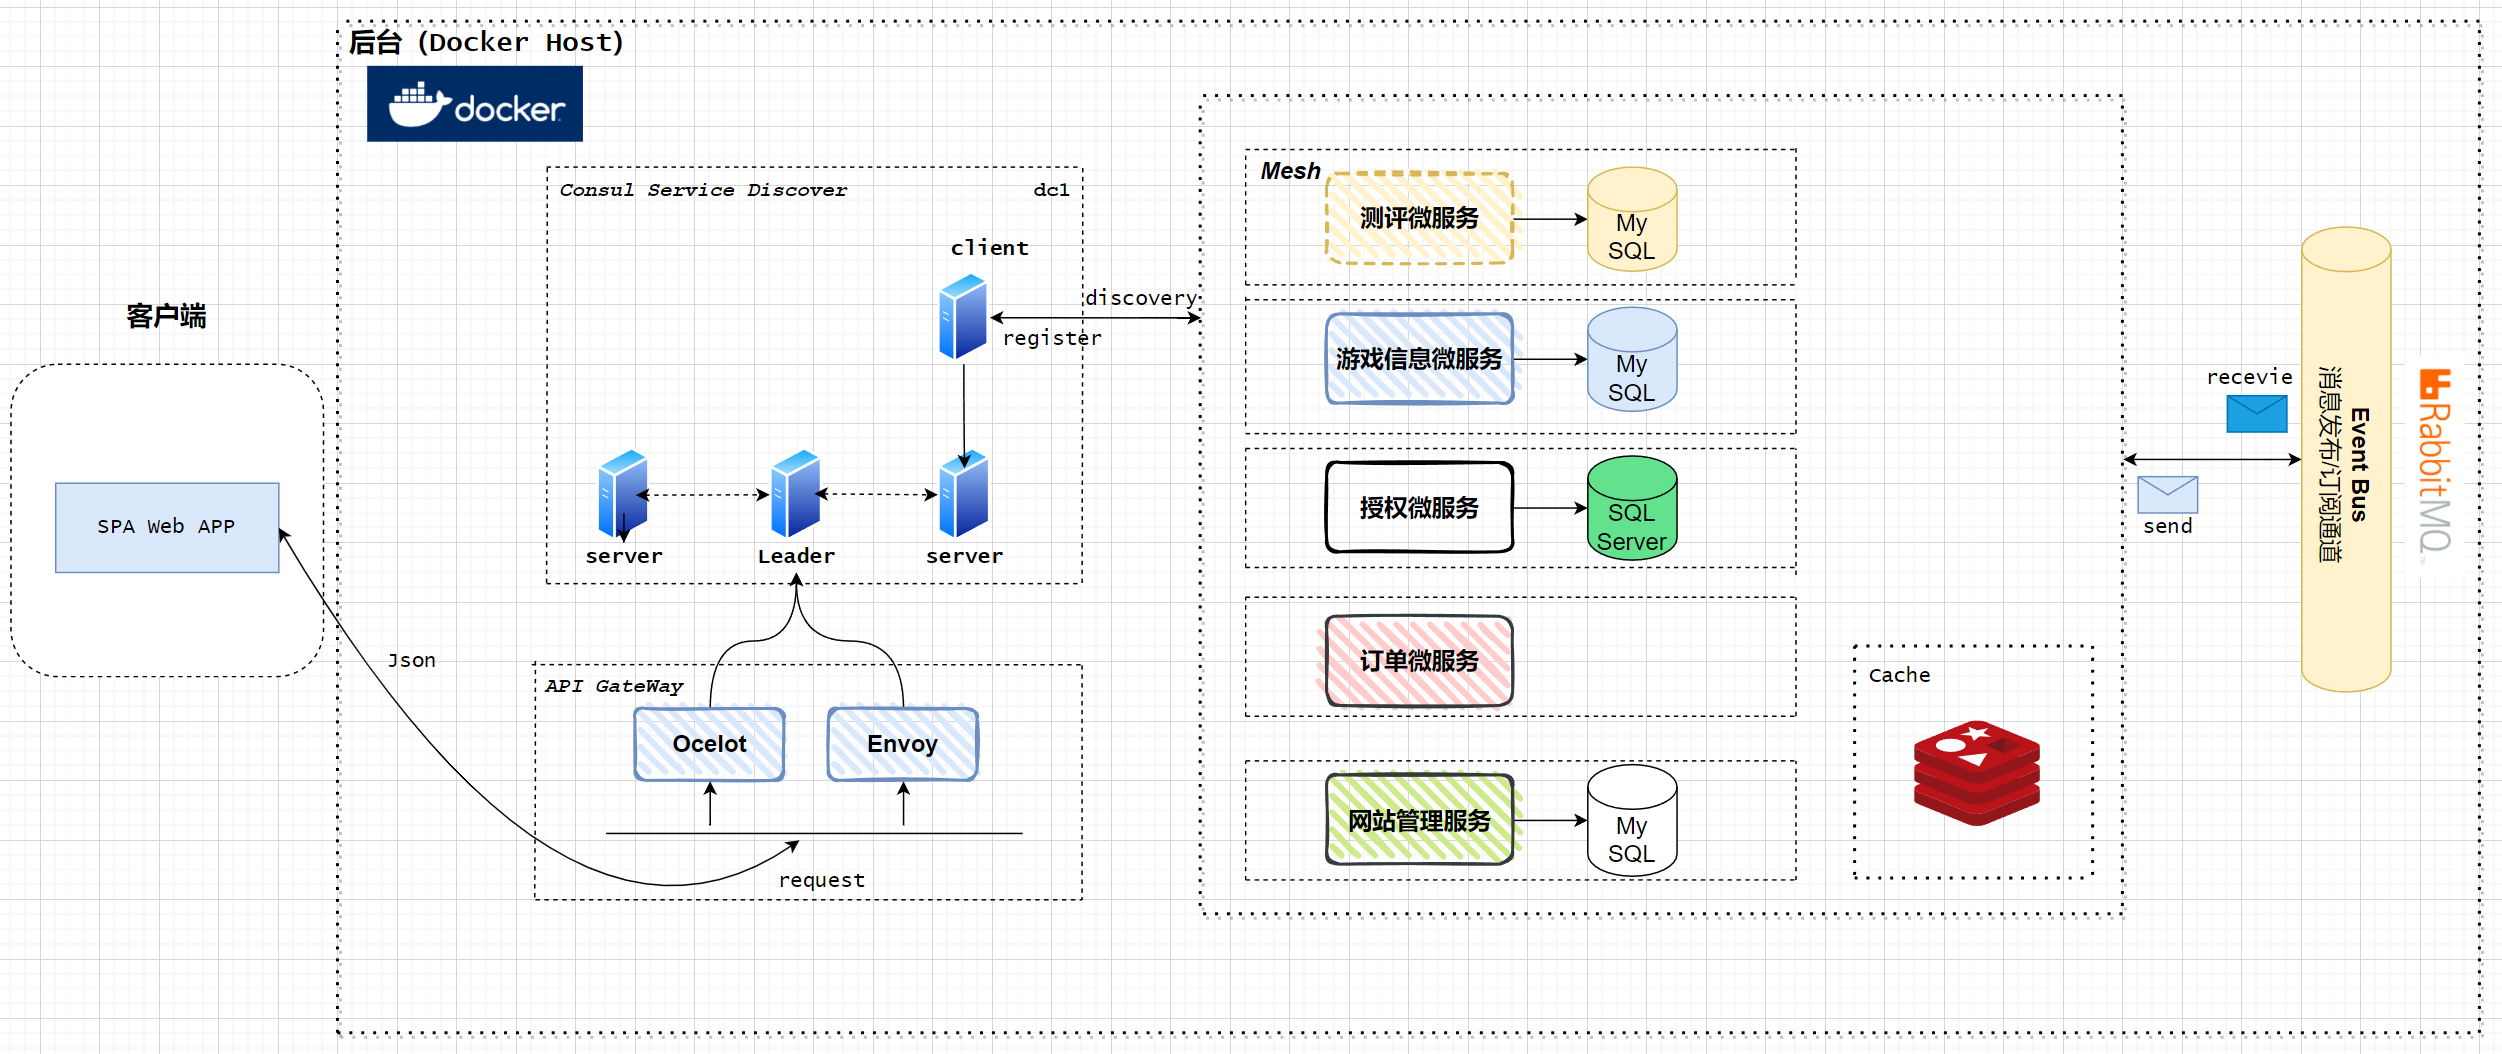 后台（Docker Host）
docker
Consul Service Discover
dc1
client
discovery
register
server
Leader
server
客户端
SPA Web APP
Json
API GateWay
Ocelot
Envoy
request
Mesh
测评微服务
My
SQL
游戏信息微服务
My
SQL
授权微服务
SQL
Server
订单微服务
网站管理服务
My
SQL
Cache
recevie
send
Event Bus
消息发布/订阅通道
RabbitMQ